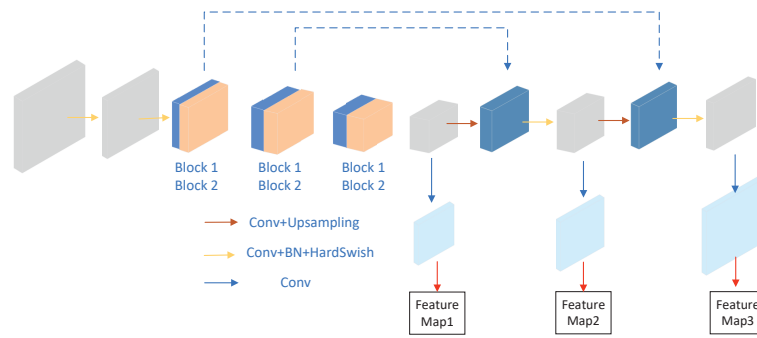 Block 1
Block 2
Block 1
Block 2
Block 1
Block 2
Conv+Upsampling
Conv+BN+HardSwish
Conv
Feature
Map1
Feature
Map2
Feature
Map3